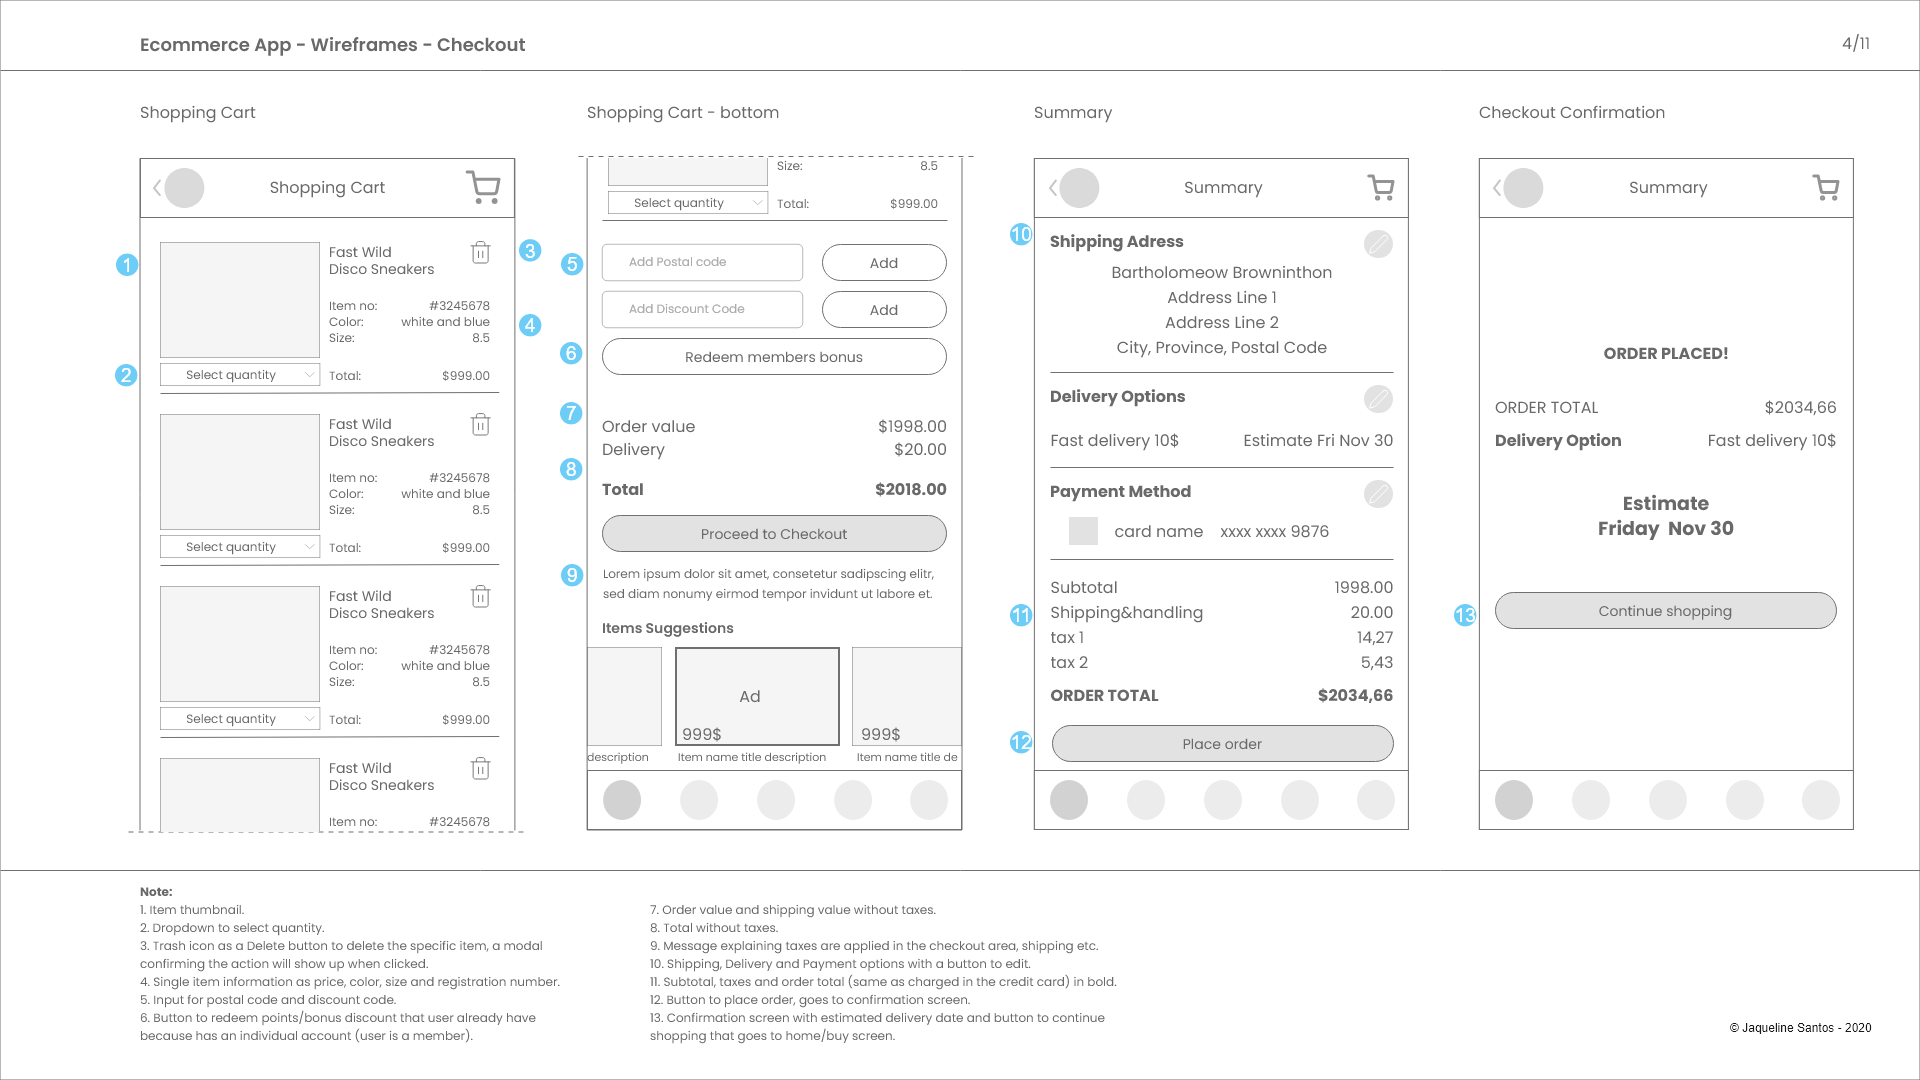 Ecommerce App - Wireframes - Checkout
4/11
Shopping Cart
Shopping Cart
1
Fast Wild
Disco Sneakers
3
Item no: #3245678
Color: white and blue
Size: 8.5
4
2
Select quantity
Total: $999.00
Fast Wild
Disco Sneakers
Item no: #3245678
Color: white and blue
Size: 8.5
Select quantity
Total: $999.00
Fast Wild
Disco Sneakers
Item no: #3245678
Color: white and blue
Size: 8.5
Select quantity
Total: $999.00
Fast Wild
Disco Sneakers
Item no: #3245678
Shopping Cart - bottom
Size: 8.5
Select quantity
Total: $999.00
5
Add Postal code
Add
Add Discount Code
Add
6
Redeem members bonus
7
Order value $1998.00
Delivery $20.00
8
Total $2018.00
Proceed to Checkout
9
Lorem ipsum dolor sit amet, consetetur sadipscing elitr,
sed diam nonumy eirmod tempor invidunt ut labore et.
Items Suggestions
Ad
999$
999$
description
Item name title description
Item name title de
Summary
Summary
10
Shipping Adress
Bartholomeow Browninthon
Address Line 1
Address Line 2
City, Province, Postal Code
Delivery Options
Fast delivery 10$ Estimate Fri Nov 30
Payment Method
card name xxxx xxxx 9876
Subtotal 1998.00
11
Shipping&handling 20.00
tax 1 14,27
tax 2 5,43
ORDER TOTAL $2034,66
12
Place order
Checkout Confirmation
Summary
ORDER PLACED!
ORDER TOTAL $2034,66
Delivery Option Fast delivery 10$
Estimate
Friday Nov 30
13
Continue shopping
Note:
1. Item thumbnail.
2. Dropdown to select quantity.
3. Trash icon as a Delete button to delete the specific item, a modal
confirming the action will show up when clicked.
4. Single item information as price, color, size and registration number.
5. Input for postal code and discount code.
6. Button to redeem points/bonus discount that user already have
because has an individual account (user is a member).
7. Order value and shipping value without taxes.
8. Total without taxes.
9. Message explaining taxes are applied in the checkout area, shipping etc.
10. Shipping, Delivery and Payment options with a button to edit.
11. Subtotal, taxes and order total (same as charged in the credit card) in bold.
12. Button to place order, goes to confirmation screen.
13. Confirmation screen with estimated delivery date and button to continue
shopping that goes to home/buy screen.
© Jaqueline Santos - 2020